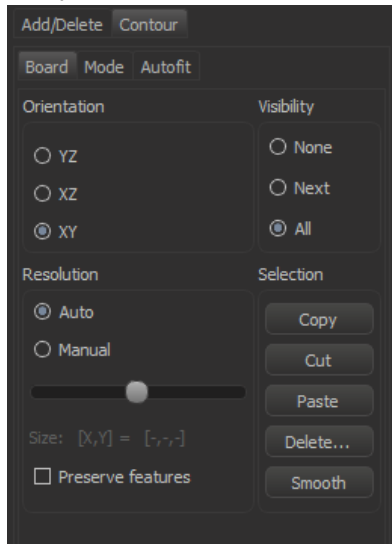 Add/Delete Contour
Board Mode Autofit
Orientation
YZ
XZ
XY
Visibility
None
Next
All
Resolution
Auto
Manual
Size: [X,Y] = [-,-,-]
Preserve features
Selection
Copy
Cut
Paste
Delete...
Smooth